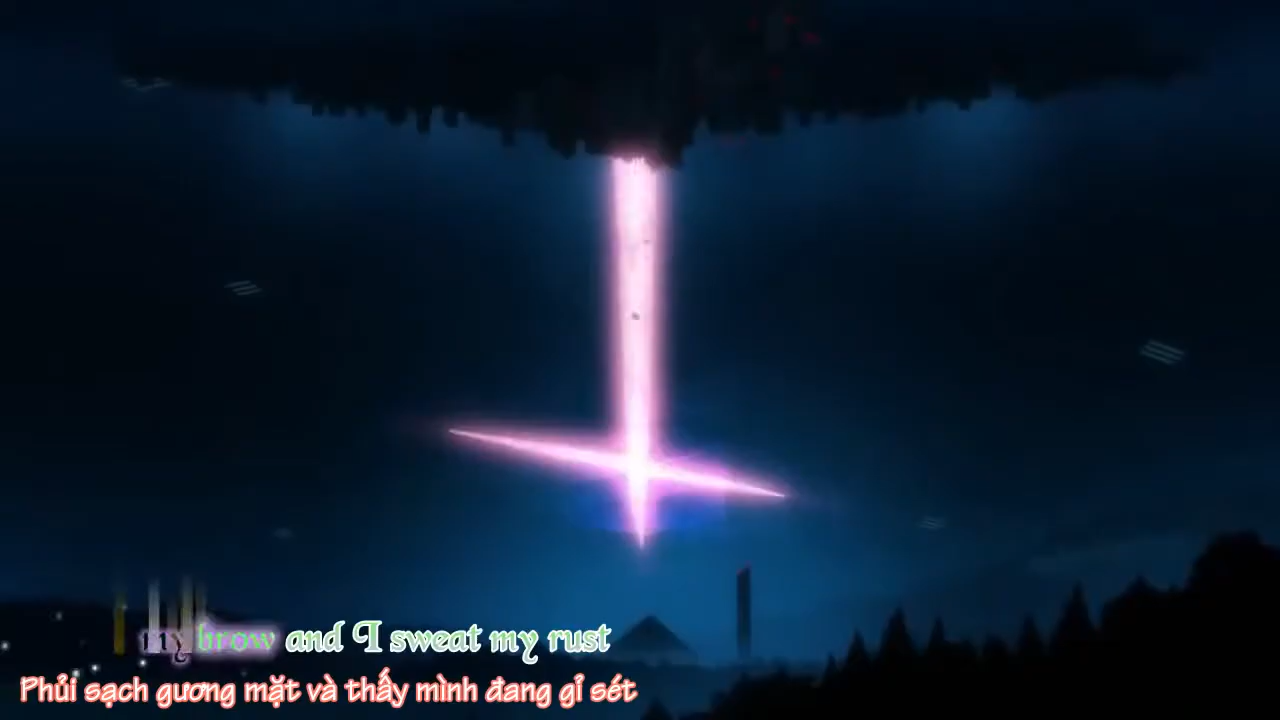 my brow and I sweat my rust
Phủi sạch gương mặt và thấy mình đang gỉ sét